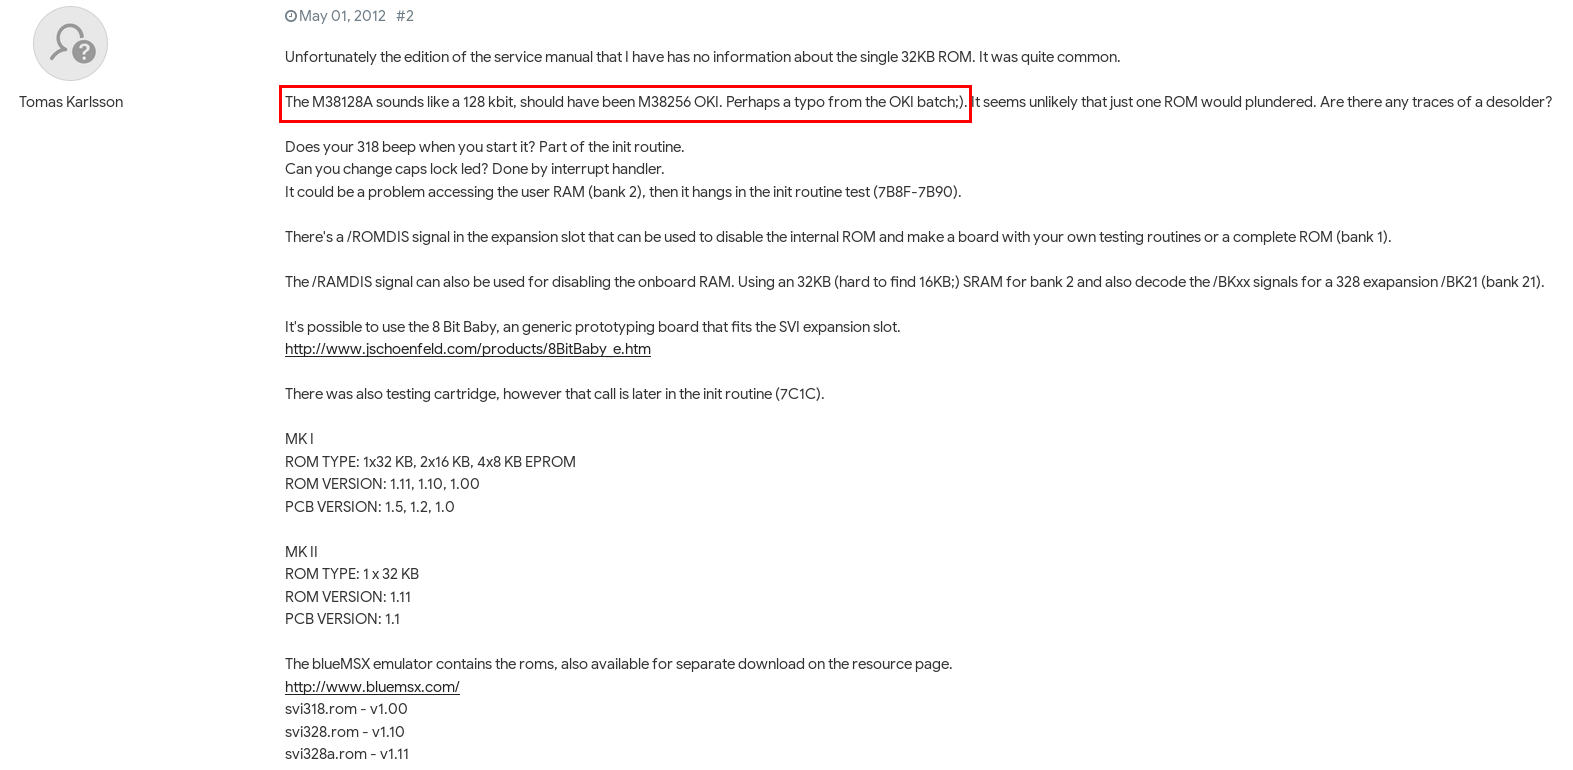 May 01, 2012 #2
Tomas Karlsson
Unfortunately the edition of the service manual that I have has no information about the single 32KB ROM. It was quite common.
The M38128A sounds like a 128 kbit, should have been M38256 OKI. Perhaps a typo from the OKI batch;). It seems unlikely that just one ROM would plundered. Are there any traces of a desolder?
Does your 318 beep when you start it? Part of the init routine.
Can you change caps lock led? Done by interrupt handler.
It could be a problem accessing the user RAM (bank 2), then it hangs in the init routine test (7B8F-7B90).
There's a /ROMDIS signal in the expansion slot that can be used to disable the internal ROM and make a board with your own testing routines or a complete ROM (bank 1).
The /RAMDIS signal can also be used for disabling the onboard RAM. Using an 32KB (hard to find 16KB;) SRAM for bank 2 and also decode the /BKxx signals for a 328 exapansion /BK21 (bank 21).
It's possible to use the 8 Bit Baby, an generic prototyping board that fits the SVI expansion slot.
http://www.jschoenfeld.com/products/8BitBaby_e.htm
There was also testing cartridge, however that call is later in the init routine (7C1C).
MK I
ROM TYPE: 1x32 KB, 2x16 KB, 4x8 KB EPROM
ROM VERSION: 1.11, 1.10, 1.00
PCB VERSION: 1.5, 1.2, 1.0
MK II
ROM TYPE: 1 x 32 KB
ROM VERSION: 1.11
PCB VERSION: 1.1
The blueMSX emulator contains the roms, also available for separate download on the resource page.
http://www.bluemsx.com/
svi318.rom - v1.00
svi328.rom - v1.10
svi328a.rom - v1.11